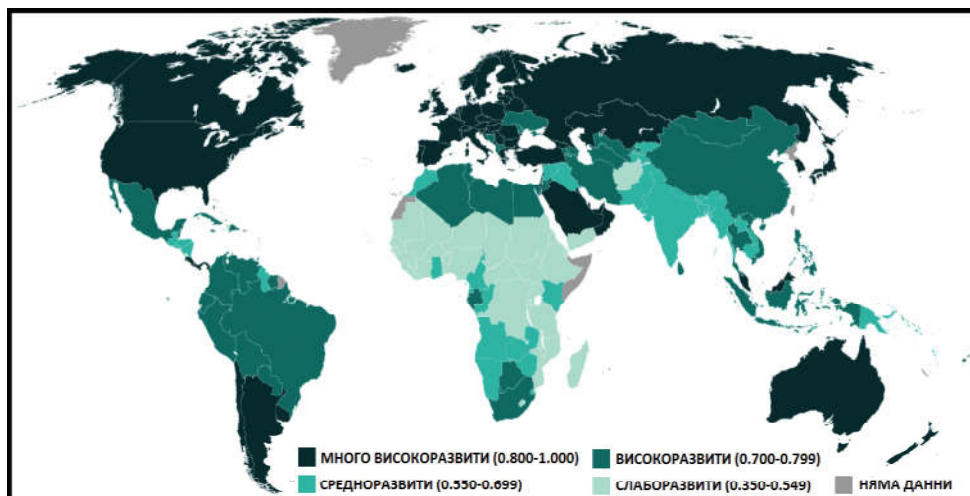 МНОГО ВИСОКОРАЗВИТИ (0.800-1.000) ВИСОКОРАЗВИТИ (0.700-0.799)
СРЕДНОРАЗВИТИ (0.550-0.699) СЛАБОРАЗВИТИ (0.350-0.549) НЯМА ДАННИ